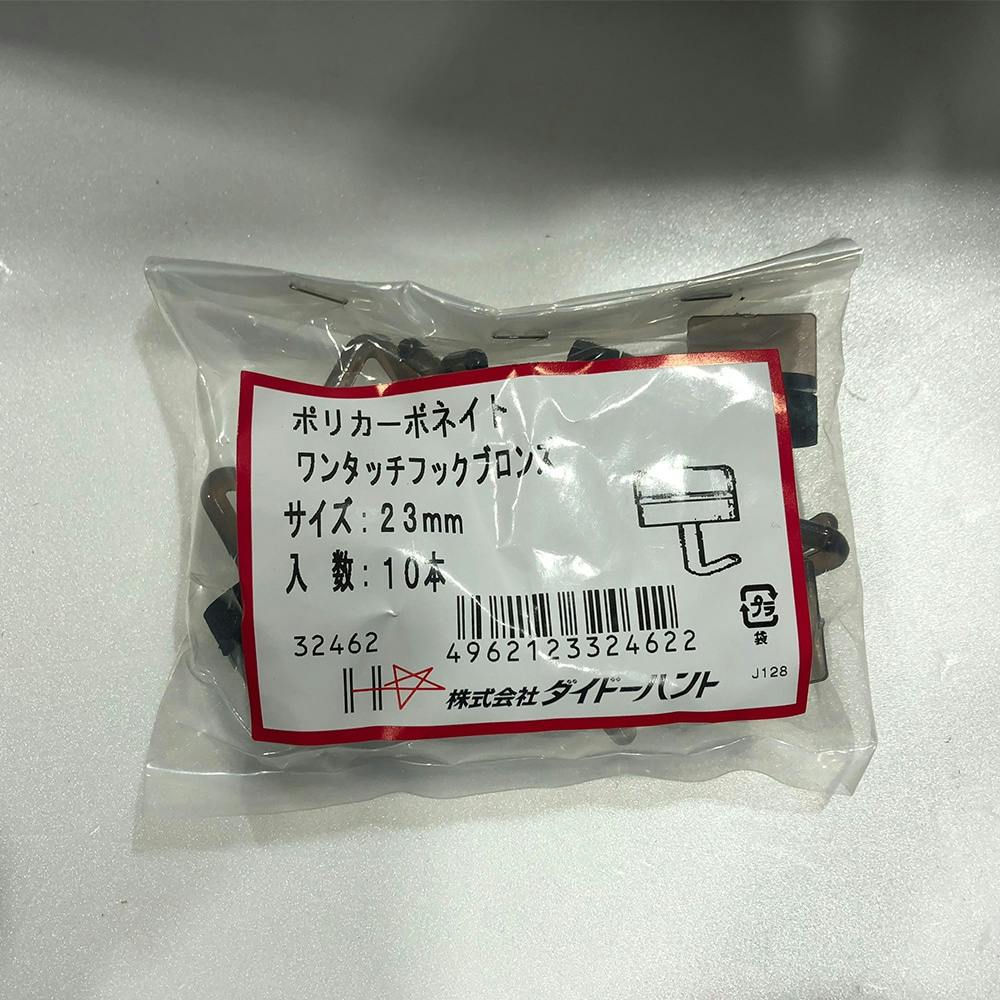 ポリカーボネイト
ワンタッチフックブロンズ
サイズ:23mm
入 数:10本
32462
4962123324622
プラ
袋
J128
株式会社 ダイドーハント